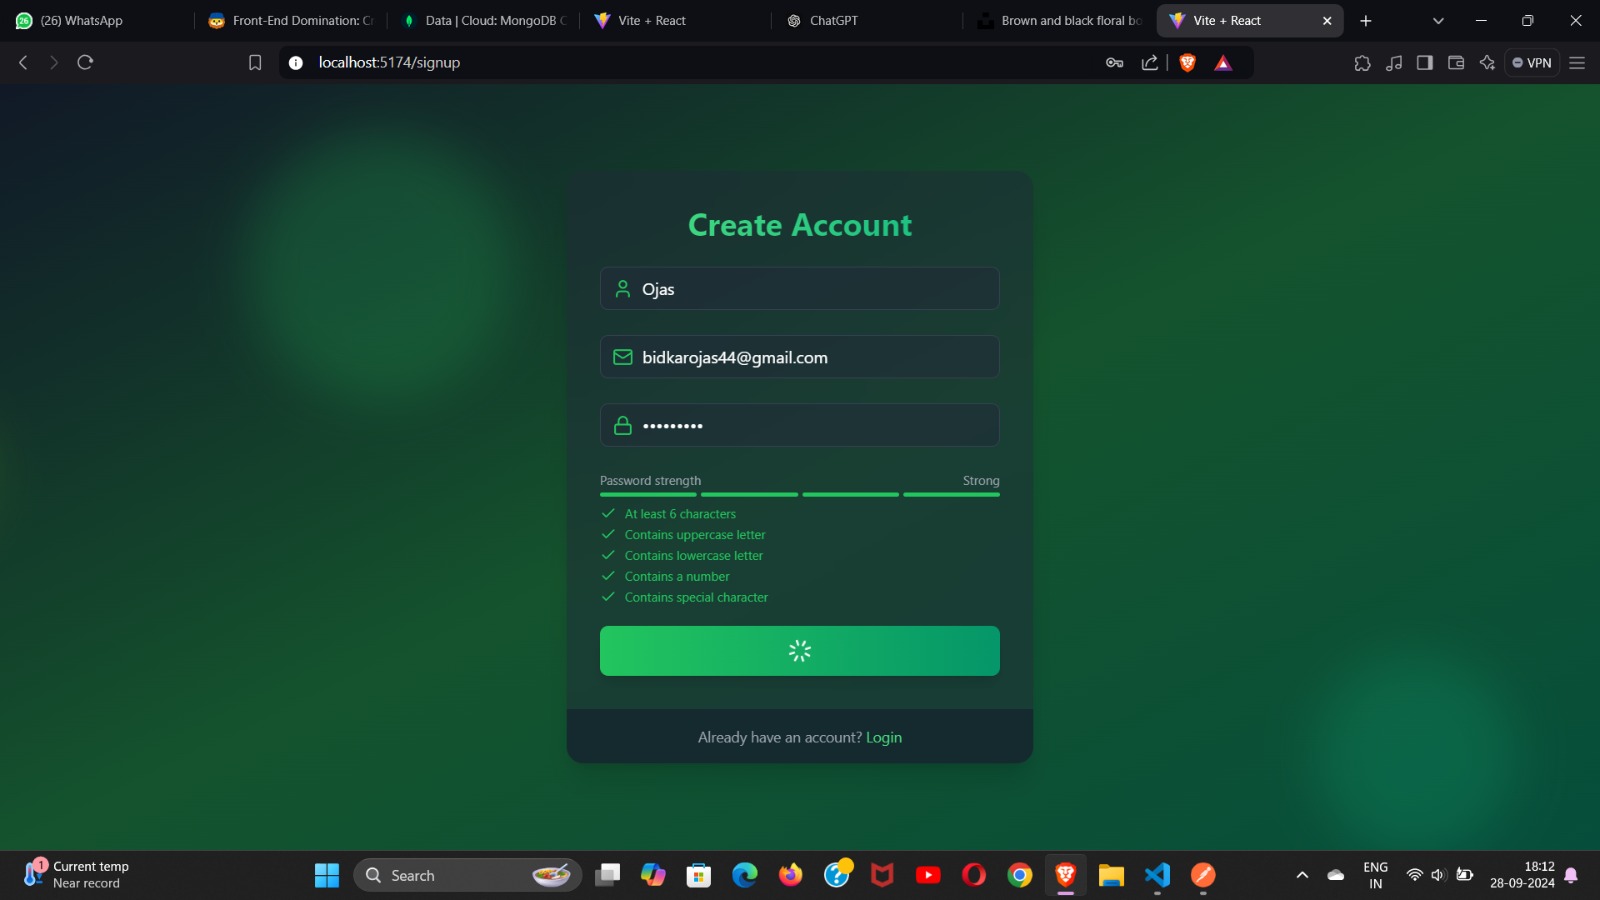 (26) WhatsApp
Front-End Domination: Cr
Data | Cloud: MongoDB C
Vite + React
ChatGPT
Brown and black floral bo
Vite + React
localhost:5174/signup
VPN
Create Account
Ojas
bidkarojas44@gmail.com
•••••••••
Password strength
Strong
At least 6 characters
Contains uppercase letter
Contains lowercase letter
Contains a number
Contains special character
Already have an account? Login
1
Current temp
Near record
Search
ENG
IN
18:12
28-09-2024